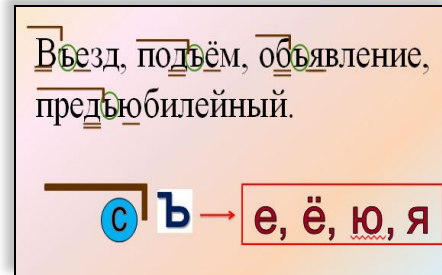 Въезд, подъём, объявление,
предъюбилейный.
с ъ → е, ё, ю, я